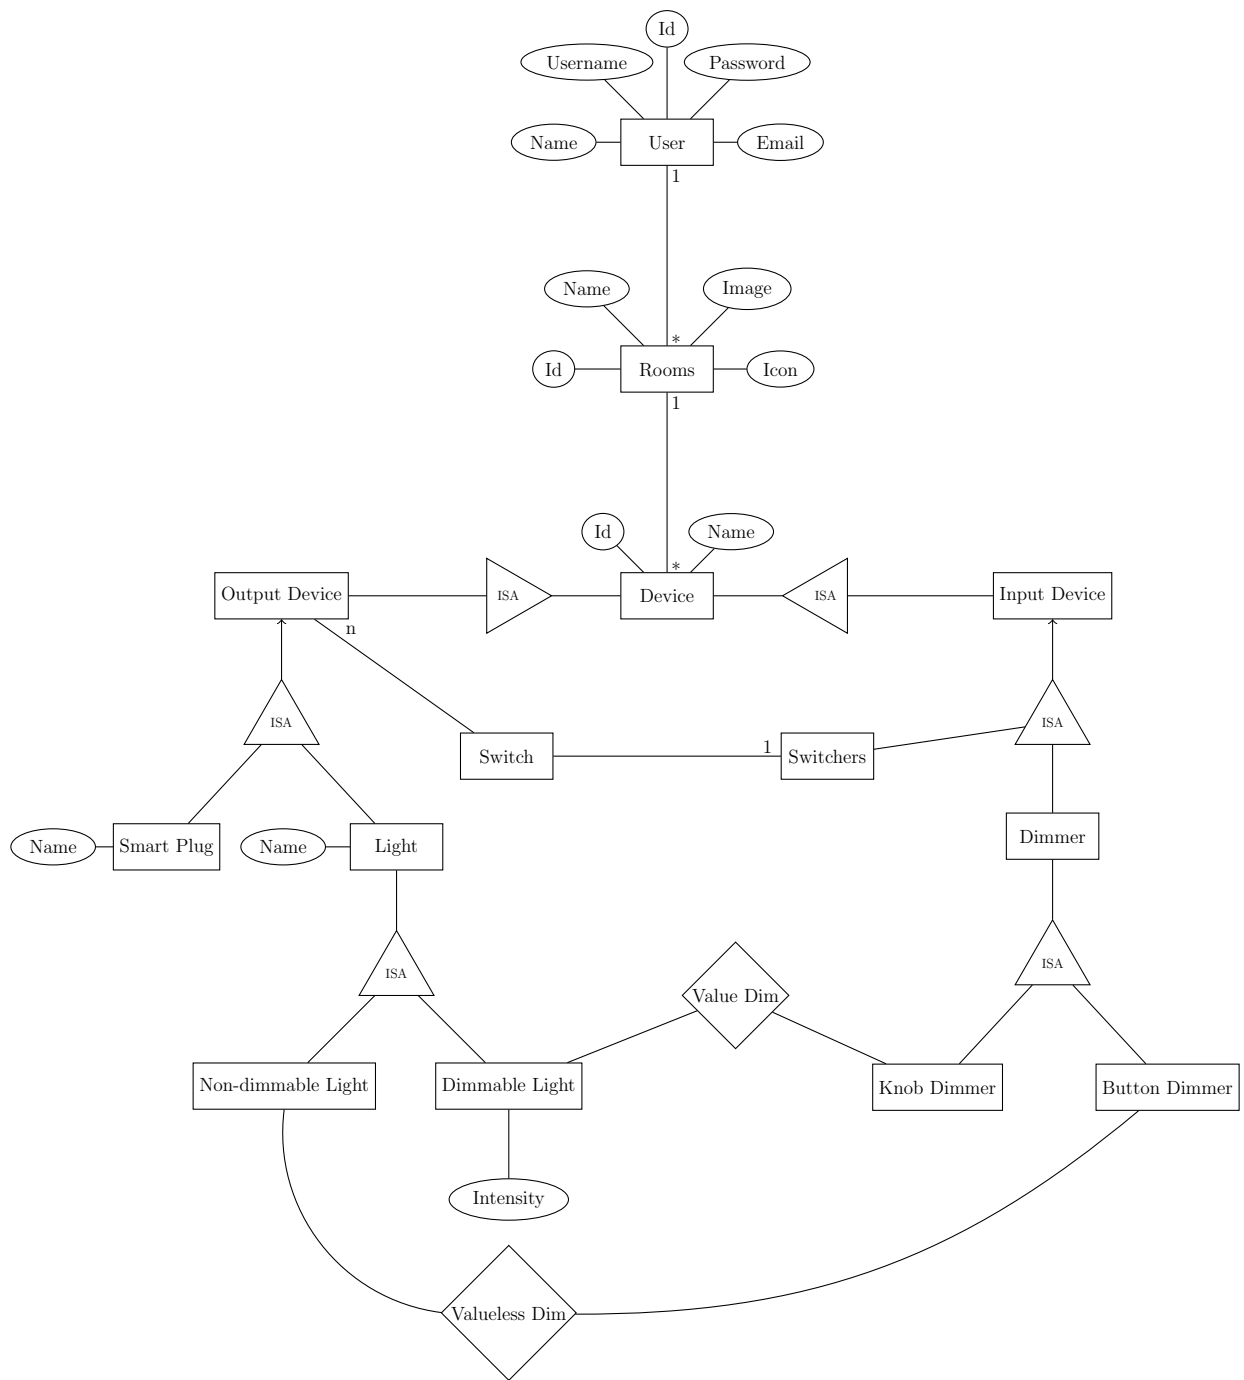 Id
Username
Password
Name
User
Email
1
Name
Image
*
Id
Rooms
Icon
1
Id
Name
*
Output Device
ISA
Device
ISA
Input Device
n
ISA
ISA
Switch
1
Switchers
Name
Smart Plug
Name
Light
Dimmer
ISA
ISA
Value Dim
Non-dimmable Light
Dimmable Light
Knob Dimmer
Button Dimmer
Intensity
Valueless Dim